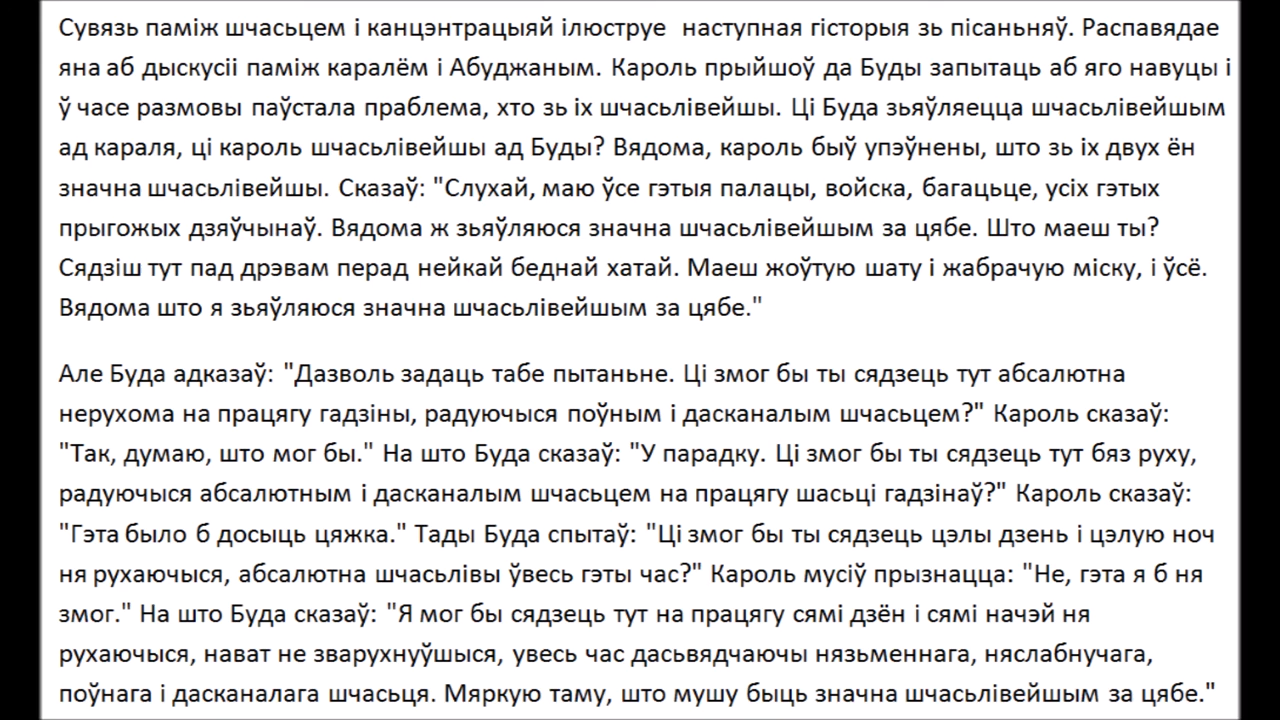 Сувязь паміж шчасьцем і канцэнтрацыяй ілюструе  наступная гісторыя зь пісаньняў. Распавядае
яна аб дыскусіі паміж каралём і Абуджаным. Кароль прыйшоў да Буды запытаць аб яго навуцы і
ў часе размовы паўстала праблема, хто зь іх шчасьлівейшы. Ці Буда зьяўляецца шчасьлівейшым
ад караля, ці кароль шчасьлівейшы ад Буды? Вядома, кароль быў упэўнены, што зь іх двух ён
значна шчасьлівейшы. Сказаў: "Слухай, маю ўсе гэтыя палацы, войска, багацьце, усіх гэтых
прыгожых дзяўчынаў. Вядома ж зьяўляюся значна шчасьлівейшым за цябе. Што маеш ты?
Сядзіш тут пад дрэвам перад нейкай беднай хатай. Маеш жоўтую шату і жабрачую міску, і ўсё.
Вядома што я зьяўляюся значна шчасьлівейшым за цябе."
Але Буда адказаў: "Дазволь задаць табе пытаньне. Ці змог бы ты сядзець тут абсалютна
нерухома на працягу гадзіны, радуючыся поўным і дасканалым шчасьцем?" Кароль сказаў:
"Так, думаю, што мог бы." На што Буда сказаў: "У парадку. Ці змог бы ты сядзець тут бяз руху,
радуючыся абсалютным і дасканалым шчасьцем на працягу шасьці гадзінаў?" Кароль сказаў:
"Гэта было б досыць цяжка." Тады Буда спытаў: "Ці змог бы ты сядзець цэлы дзень і цэлую ноч
ня рухаючыся, абсалютна шчасьлівы ўвесь гэты час?" Кароль мусіў прызнацца: "Не, гэта я б ня
змог." На што Буда сказаў: "Я мог бы сядзець тут на працягу сямі дзён і сямі начэй ня
рухаючыся, нават не зварухнуўшыся, увесь час дасьвядчаючы нязьменнага, няслабнучага,
поўнага і дасканалага шчасьця. Мяркую таму, што мушу быць значна шчасьлівейшым за цябе."